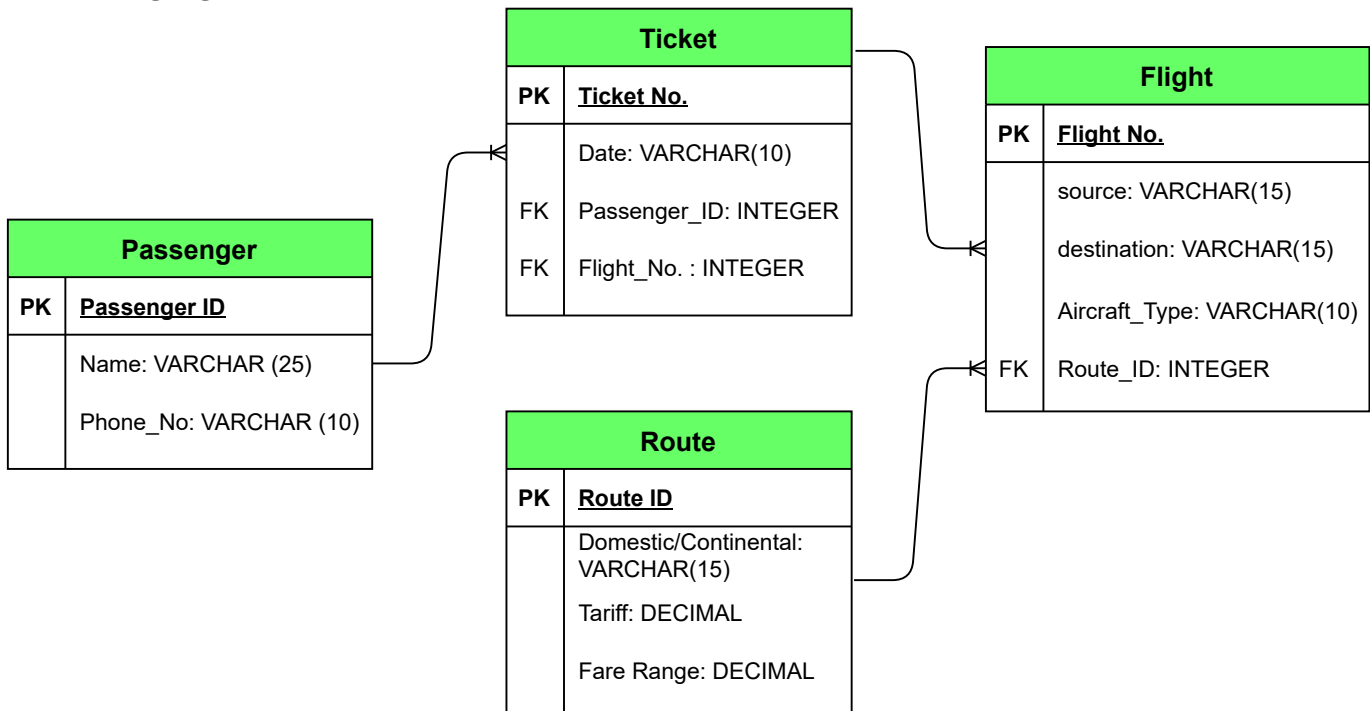 Ticket
PK Ticket No.
Date: VARCHAR(10)
FK Passenger_ID: INTEGER
FK Flight_No. : INTEGER
Flight
PK Flight No.
source: VARCHAR(15)
destination: VARCHAR(15)
Aircraft_Type: VARCHAR(10)
FK Route_ID: INTEGER
Passenger
PK Passenger ID
Name: VARCHAR (25)
Phone_No: VARCHAR (10)
Route
PK Route ID
Domestic/Continental:
VARCHAR(15)
Tariff: DECIMAL
Fare Range: DECIMAL